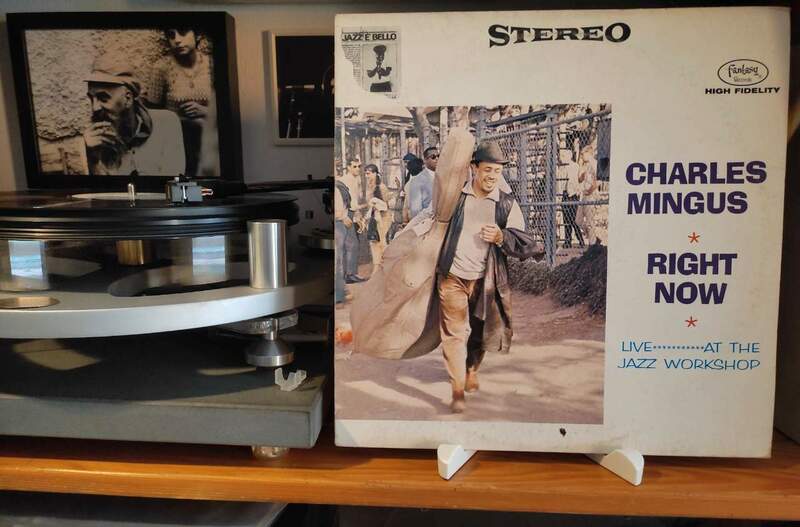 JAZZ È BELLO
STEREO
Fantasy
HIGH FIDELITY
CHARLES
MINGUS
*
RIGHT
NOW
*
LIVE···········AT THE
JAZZ WORKSHOP